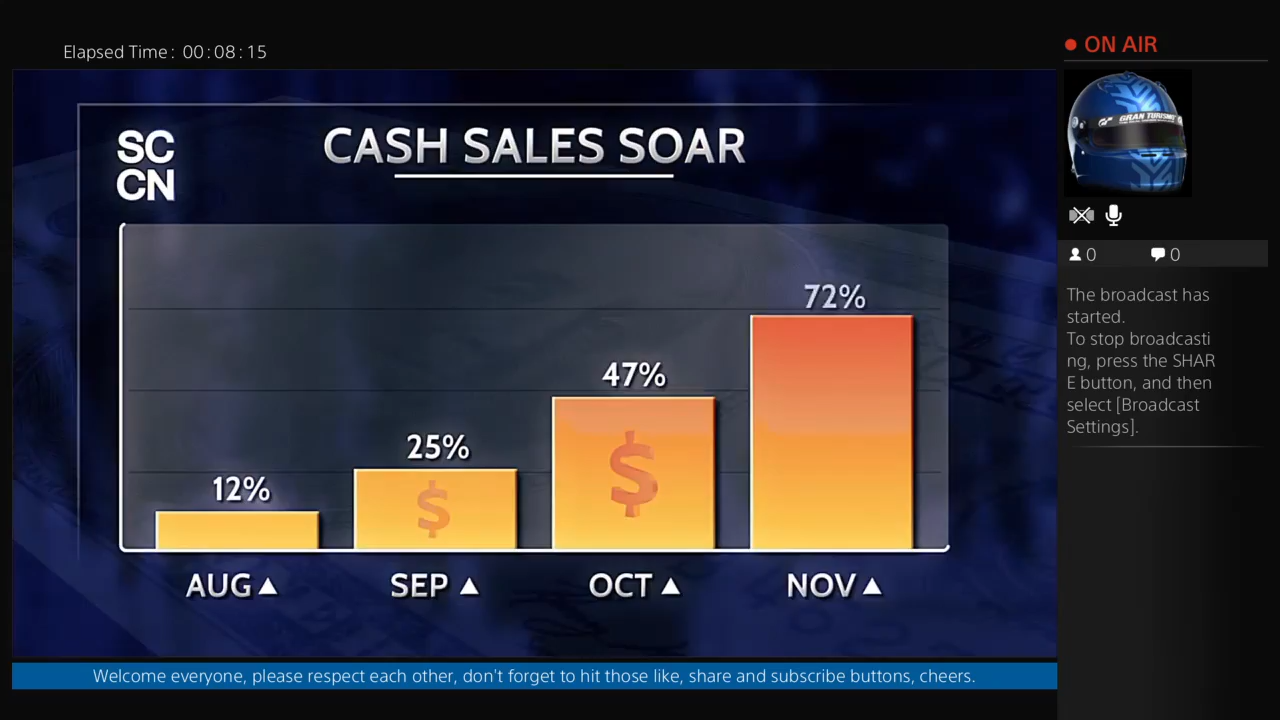 Elapsed Time: 00:08:15
ON AIR
SC
CN
CASH SALES SOAR
GRAN TURISMO
0
0
72%
47%
25%
12%
$
$
AUG▲
SEP ▲
OCT ▲
NOV ▲
The broadcast has
started.
To stop broadcasti
ng, press the SHAR
E button, and then
select [Broadcast
Settings].
Welcome everyone, please respect each other, don't forget to hit those like, share and subscribe buttons, cheers.